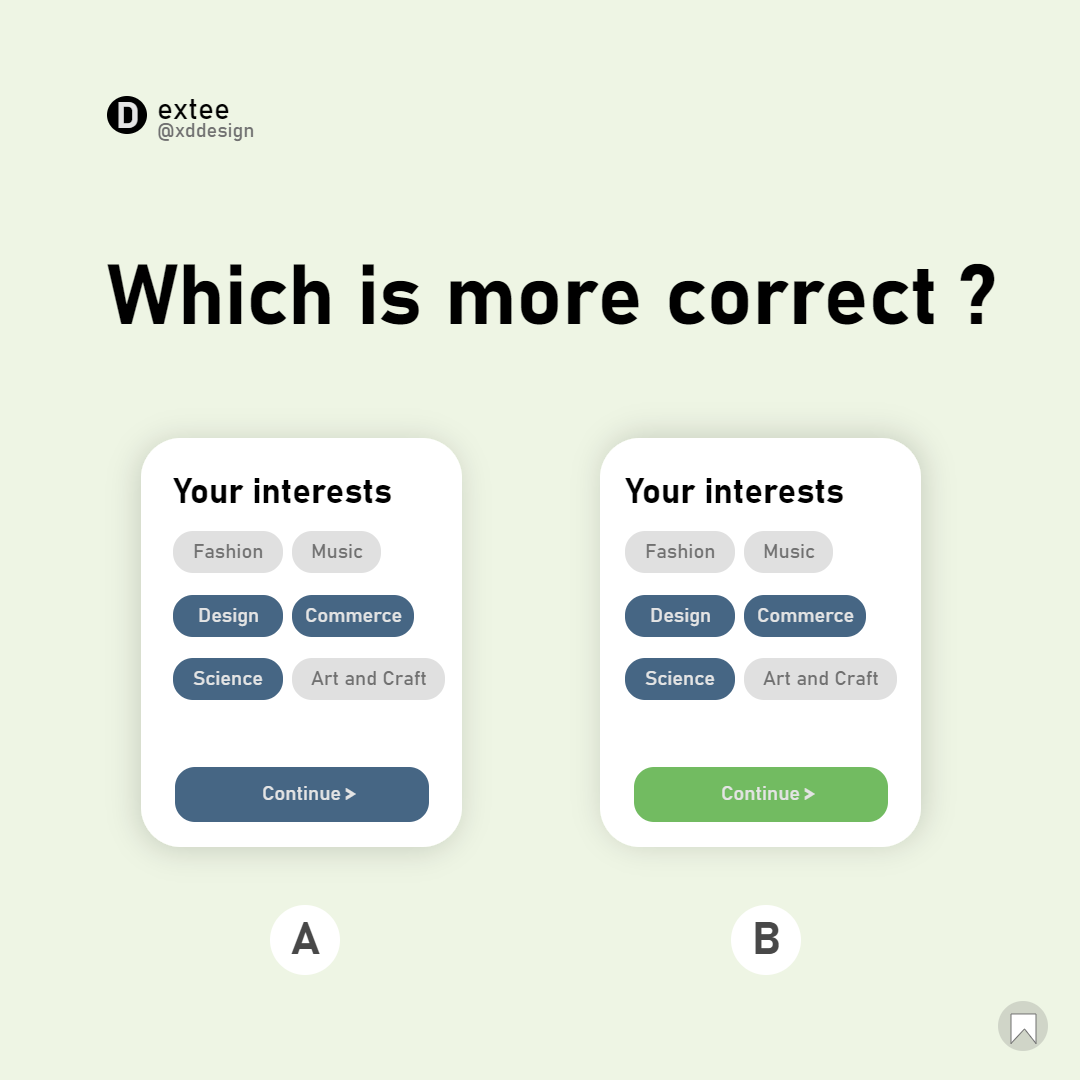 D extee
@xddesign
Which is more correct ?
Your interests
Fashion Music
Design Commerce
Science Art and Craft
Continue >
A
Your interests
Fashion Music
Design Commerce
Science Art and Craft
Continue >
B